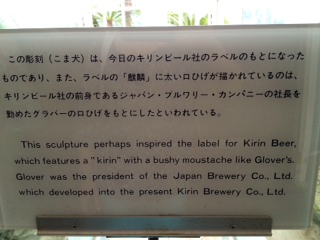 この彫刻（こま犬）は、今日のキリンビール社のラベルのもとになった
ものであり、また、ラベルの「麒麟」に太い口ひげが描かれているのは、
キリンビール社の前身であるジャパン・ブルワリー・カンパニーの社長を
勤めたグラバーの口ひげをもとにしたといわれている。
This sculpture perhaps inspired the label for Kirin Beer,
which features a "kirin" with a bushy moustache like Glover's.
Glover was the president of the Japan Brewery Co., Ltd.
which developed into the present Kirin Brewery Co., Ltd.